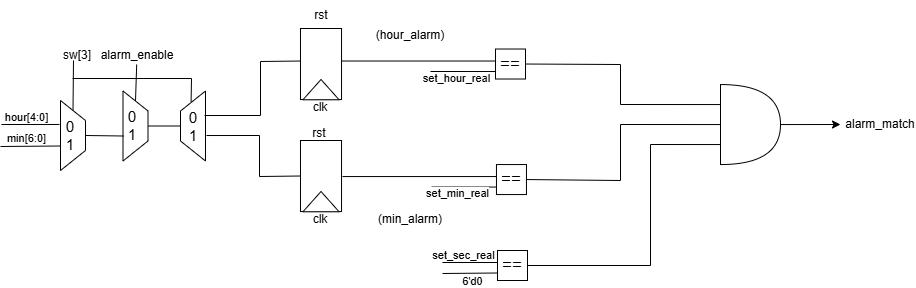 rst
(hour_alarm)
sw[3] alarm_enable
==
set_hour_real
clk
hour[4:0]
0
1
min[6:0]
0
1
0
1
alarm_match
rst
==
set_min_real
clk
(min_alarm)
set_sec_real
==
6'd0